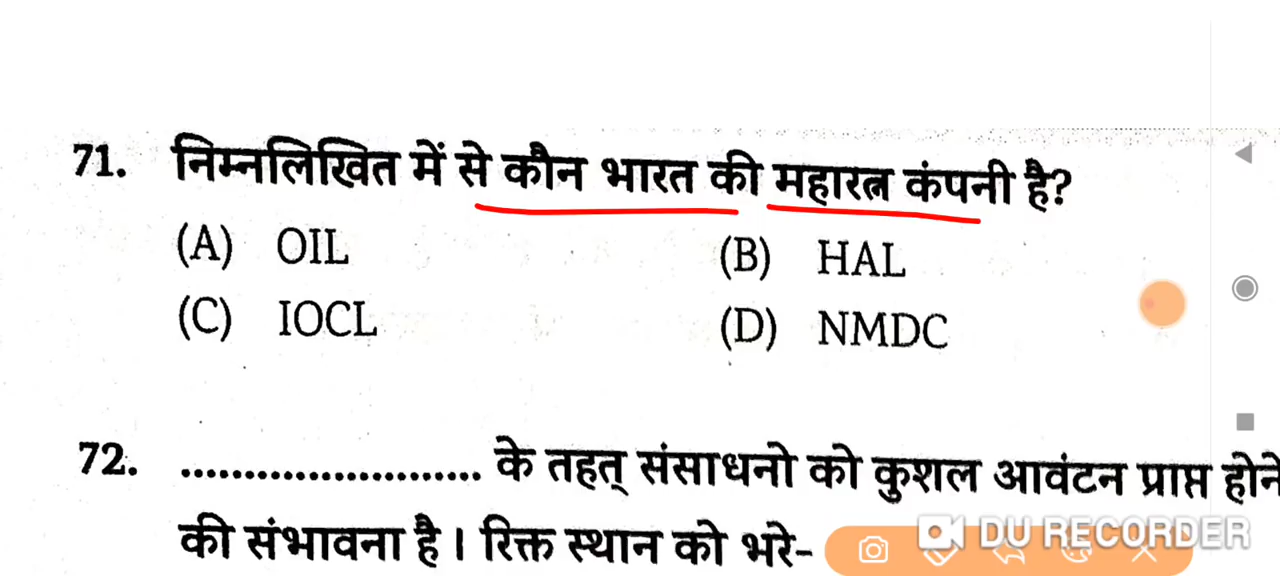 71. निम्नलिखित में से कौन भारत की महारत्न कंपनी है?
(A) OIL (B) HAL
(C) IOCL (D) NMDC
72. ........................ के तहत् संसाधनो को कुशल आवंटन प्राप्त होने
की संभावना है। रिक्त स्थान को भरे-
DU RECORDER